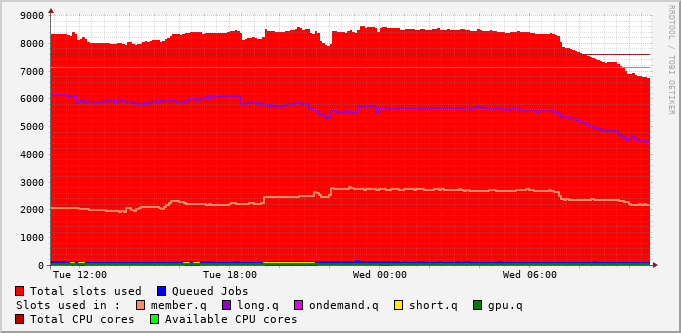 9000
8000
7000
6000
5000
4000
3000
2000
1000
0
Tue 12:00 Tue 18:00 Wed 00:00 Wed 06:00
RRDTOOL / TOBI OETIKER
Total slots used Queued Jobs
Slots used in : member.q long.q ondemand.q short.q gpu.q
Total CPU cores Available CPU cores